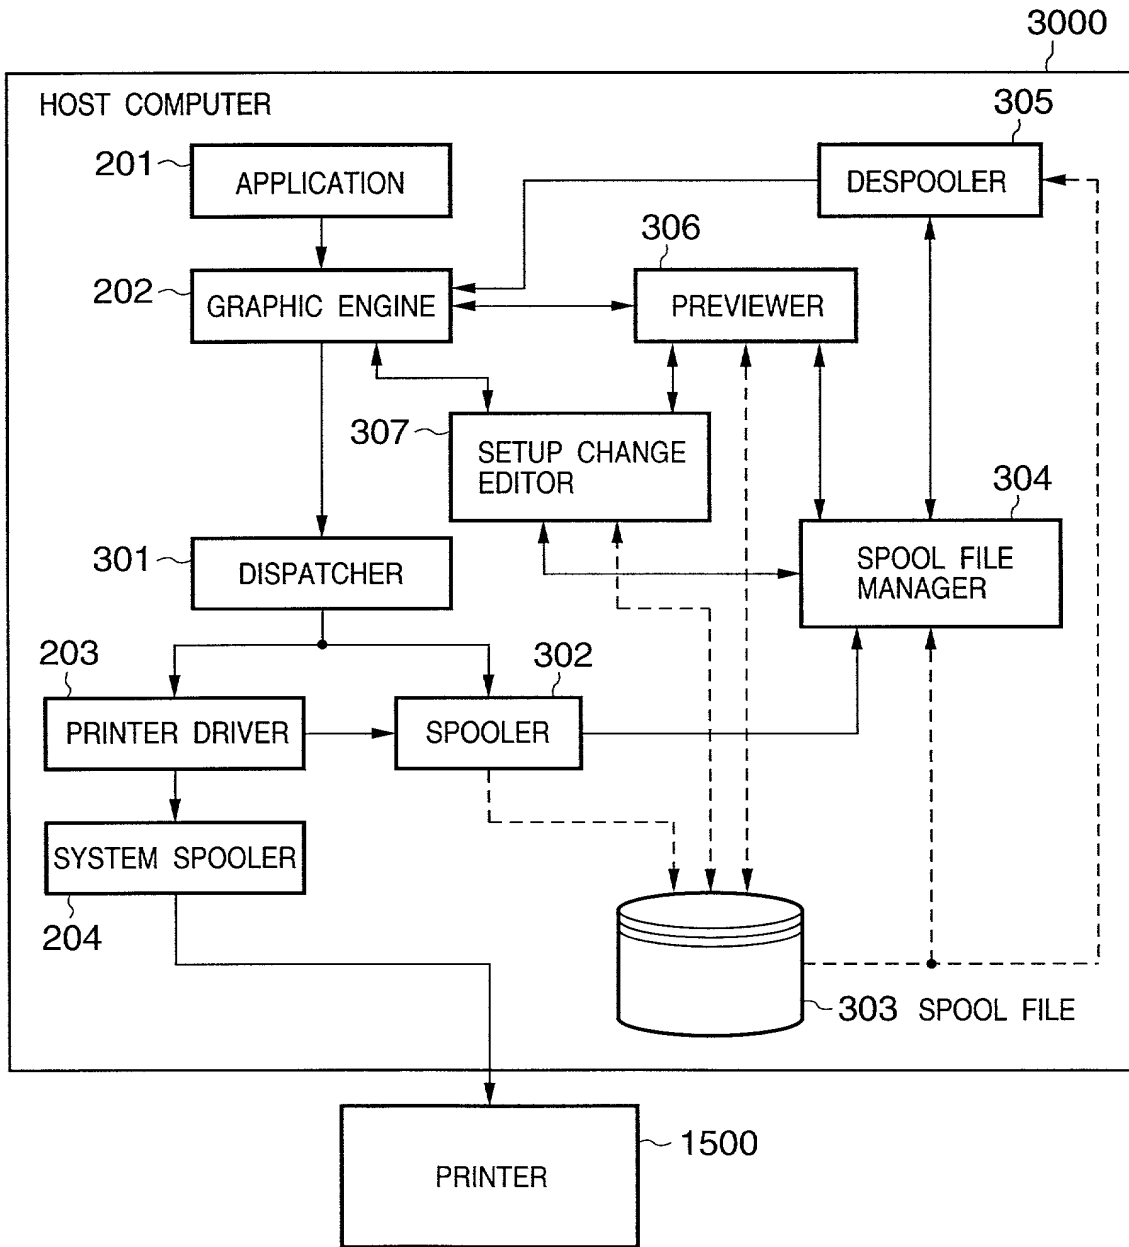 3000
HOST COMPUTER
305
201
APPLICATION
DESPOOLER
306
202
GRAPHIC ENGINE
PREVIEWER
307
SETUP CHANGE
EDITOR
304
301
DISPATCHER
SPOOL FILE
MANAGER
203
302
PRINTER DRIVER
SPOOLER
SYSTEM SPOOLER
204
303 SPOOL FILE
1500
PRINTER